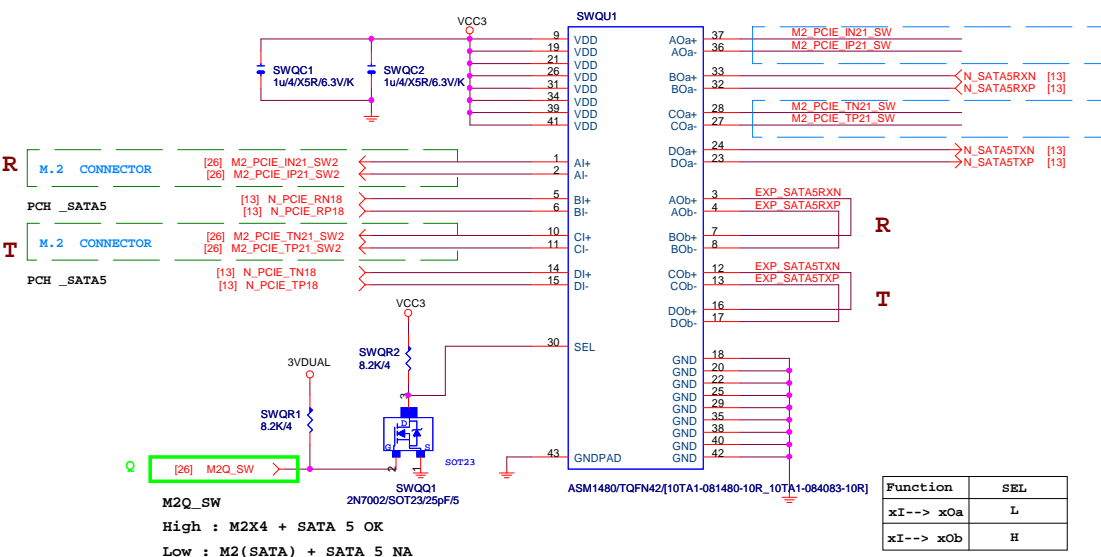 SWQU1
VCC3
9 VDD
19 VDD
21 VDD
26 VDD
31 VDD
34 VDD
39 VDD
41 VDD
SWQC1
1u/4/X5R/6.3V/K
SWQC2
1u/4/X5R/6.3V/K
AOa+ 37 M2_PCIE_IN21_SW
AOa- 36 M2_PCIE_IP21_SW
BOa+ 33 N_SATA5RXN [13]
BOa- 32 N_SATA5RXP [13]
COa+ 28 M2_PCIE_TN21_SW
COa- 27 M2_PCIE_TP21_SW
DOa+ 24 N_SATA5TXN [13]
DOa- 23 N_SATA5TXP [13]
R
M.2 CONNECTOR
[26] M2_PCIE_IN21_SW2 1 AI+
[26] M2_PCIE_IP21_SW2 2 AI-
PCH _SATA5
[13] N_PCIE_RN18 5 BI+
[13] N_PCIE_RP18 6 BI-
T
M.2 CONNECTOR
[26] M2_PCIE_TN21_SW2 10 CI+
[26] M2_PCIE_TP21_SW2 11 CI-
PCH _SATA5
[13] N_PCIE_TN18 14 DI+
[13] N_PCIE_TP18 15 DI-
AOb+ 3 EXP_SATA5RXN
AOb- 4 EXP_SATA5RXP
BOb+ 7
BOb- 8
R
COb+ 12 EXP_SATA5TXN
COb- 13 EXP_SATA5TXP
DOb+ 16
DOb- 17
T
VCC3
SWQR2
8.2K/4
30 SEL
3VDUAL
SWQR1
8.2K/4
3
D
G S
2 1
SOT23
SWQQ1
2N7002/SOT23/25pF/5
Q
[26] M2Q_SW
GND 18
GND 20
GND 22
GND 25
GND 29
GND 35
GND 38
GND 40
GND 42
43 GNDPAD
ASM1480/TQFN42/[10TA1-081480-10R_10TA1-084083-10R]
M2Q_SW
High : M2X4 + SATA 5 OK
Low : M2(SATA) + SATA 5 NA
Function SEL
xI--> xOa L
xI--> xOb H